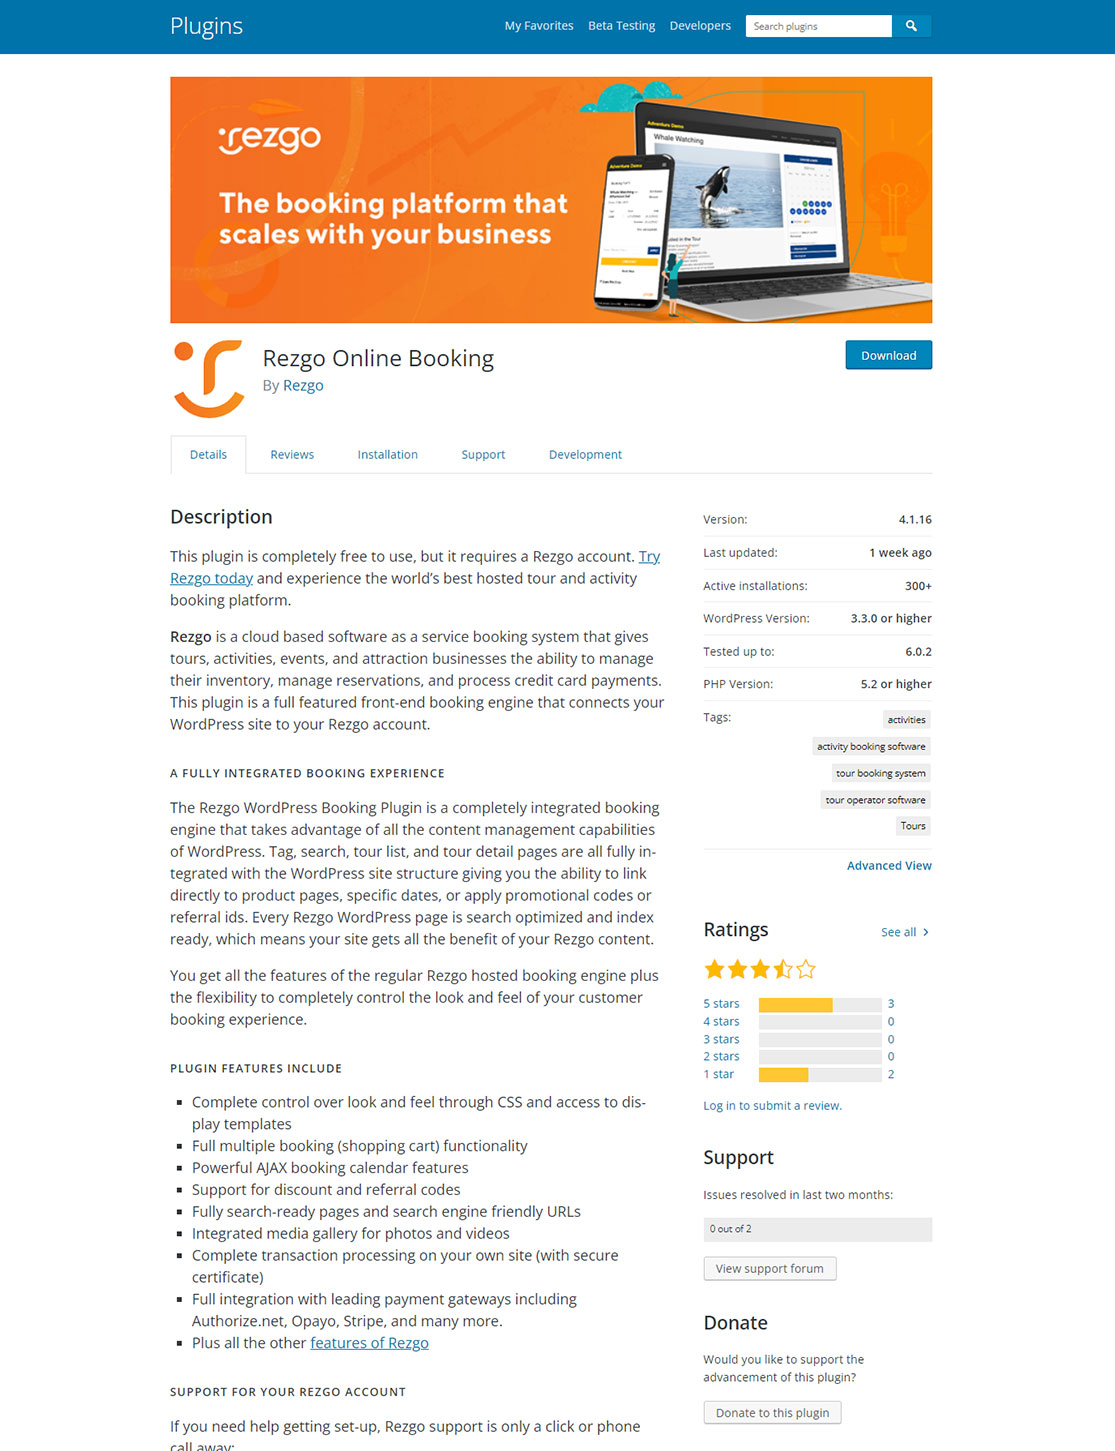 Plugins
My Favorites Beta Testing Developers Search plugins
rezgo
The booking platform that
scales with your business
Adventure Demo
Whale Watching
Adventure Demo
Rezgo Online Booking
By Rezgo
Download
Details Reviews Installation Support Development
Description
This plugin is completely free to use, but it requires a Rezgo account. Try
Rezgo today and experience the world’s best hosted tour and activity
booking platform.
Rezgo is a cloud based software as a service booking system that gives
tours, activities, events, and attraction businesses the ability to manage
their inventory, manage reservations, and process credit card payments.
This plugin is a full featured front-end booking engine that connects your
WordPress site to your Rezgo account.
A FULLY INTEGRATED BOOKING EXPERIENCE
The Rezgo WordPress Booking Plugin is a completely integrated booking
engine that takes advantage of all the content management capabilities
of WordPress. Tag, search, tour list, and tour detail pages are all fully in-
tegrated with the WordPress site structure giving you the ability to link
directly to product pages, specific dates, or apply promotional codes or
referral ids. Every Rezgo WordPress page is search optimized and index
ready, which means your site gets all the benefit of your Rezgo content.
You get all the features of the regular Rezgo hosted booking engine plus
the flexibility to completely control the look and feel of your customer
booking experience.
PLUGIN FEATURES INCLUDE
Complete control over look and feel through CSS and access to dis-
play templates
Full multiple booking (shopping cart) functionality
Powerful AJAX booking calendar features
Support for discount and referral codes
Fully search-ready pages and search engine friendly URLs
Integrated media gallery for photos and videos
Complete transaction processing on your own site (with secure
certificate)
Full integration with leading payment gateways including
Authorize.net, Opayo, Stripe, and many more.
Plus all the other features of Rezgo
SUPPORT FOR YOUR REZGO ACCOUNT
If you need help getting set-up, Rezgo support is only a click or phone
call away:
Version: 4.1.16
Last updated: 1 week ago
Active installations: 300+
WordPress Version: 3.3.0 or higher
Tested up to: 6.0.2
PHP Version: 5.2 or higher
Tags: activities
activity booking software
tour booking system
tour operator software
Tours
Advanced View
Ratings See all
5 stars 3
4 stars 0
3 stars 0
2 stars 0
1 star 2
Log in to submit a review.
Support
Issues resolved in last two months:
0 out of 2
View support forum
Donate
Would you like to support the
advancement of this plugin?
Donate to this plugin